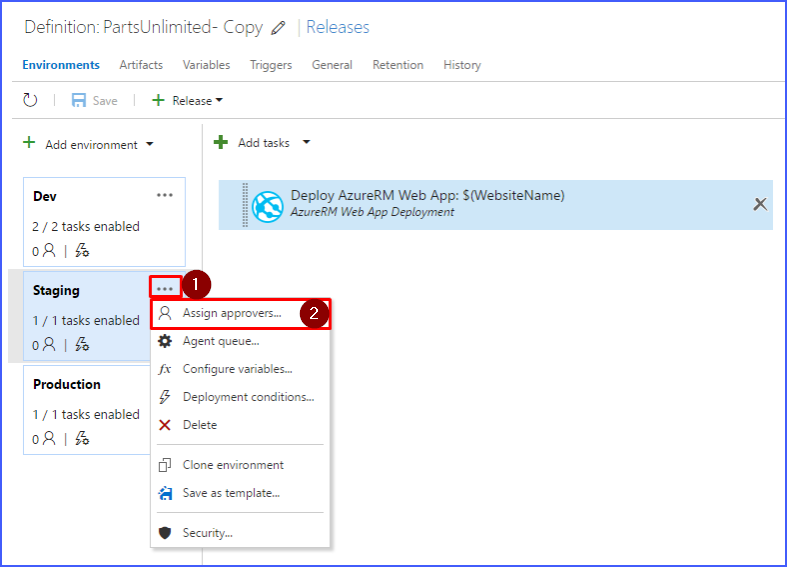 Definition: PartsUnlimited- Copy | Releases
Environments Artifacts Variables Triggers General Retention History
Save | + Release
+ Add environment
+ Add tasks
Dev ...
2 / 2 tasks enabled
0 |
Deploy AzureRM Web App: $(WebsiteName)
AzureRM Web App Deployment
Staging ... 1
1 / 1 tasks enabled
0 |
Assign approvers... 2
Agent queue...
fx Configure variables...
Deployment conditions...
Delete
Clone environment
Save as template...
Security...
Production
1 / 1 tasks enabled
0 |